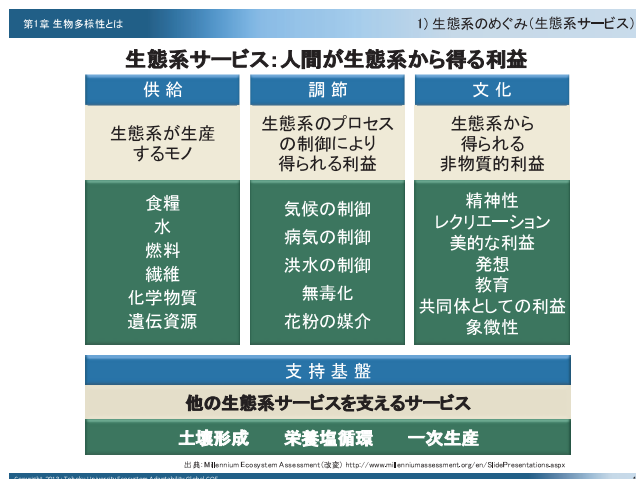 第1章 生物多様性とは
1) 生態系のめぐみ(生態系サービス)
生態系サービス:人間が生態系から得る利益
供給
生態系が生産
するモノ
食糧
水
燃料
繊維
化学物質
遺伝資源
調節
生態系のプロセス
の制御により
得られる利益
気候の制御
病気の制御
洪水の制御
無毒化
花粉の媒介
文化
生態系から
得られる
非物質的利益
精神性
レクリエーション
美的な利益
発想
教育
共同体としての利益
象徴性
支持基盤
他の生態系サービスを支えるサービス
土壌形成 栄養塩循環 一次生産
出典:Millennium Ecosystem Assessment(改変) http://www.millenniumassessment.org/en/SlidePresentations.aspx